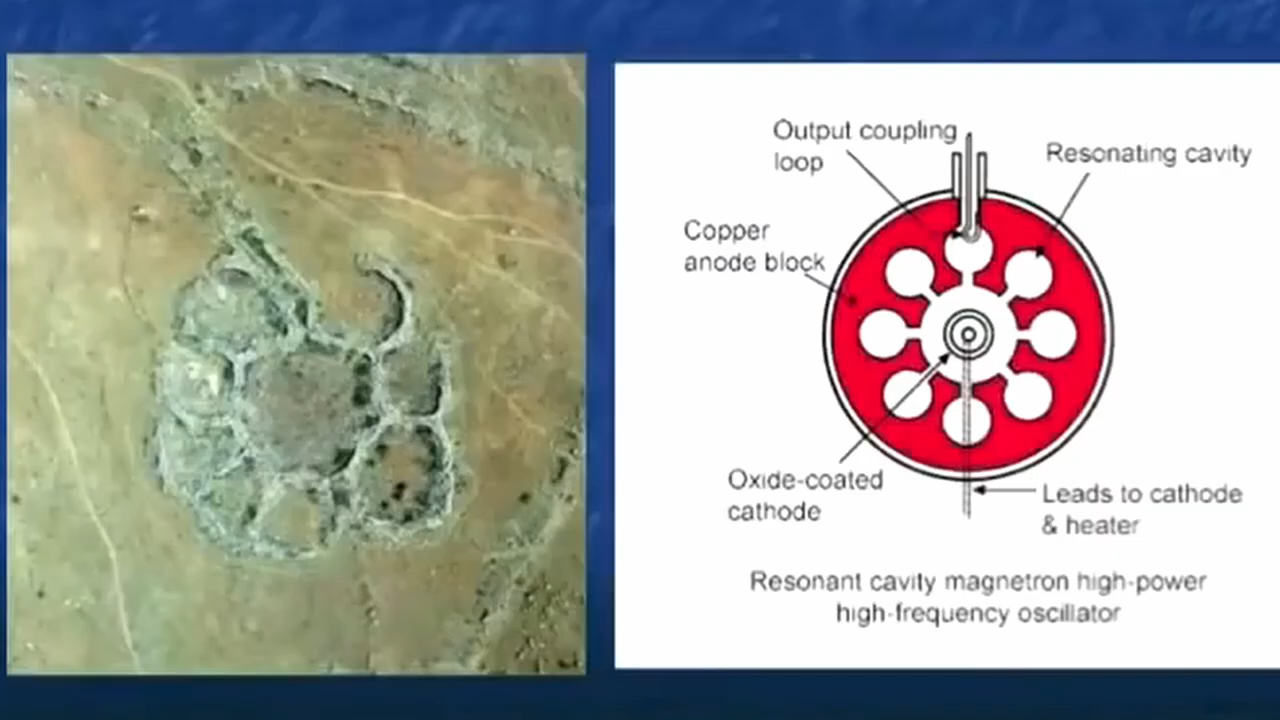 Output coupling
loop
Resonating cavity
Copper
anode block
Oxide-coated
cathode
Leads to cathode
& heater
Resonant cavity magnetron high-power
high-frequency oscillator